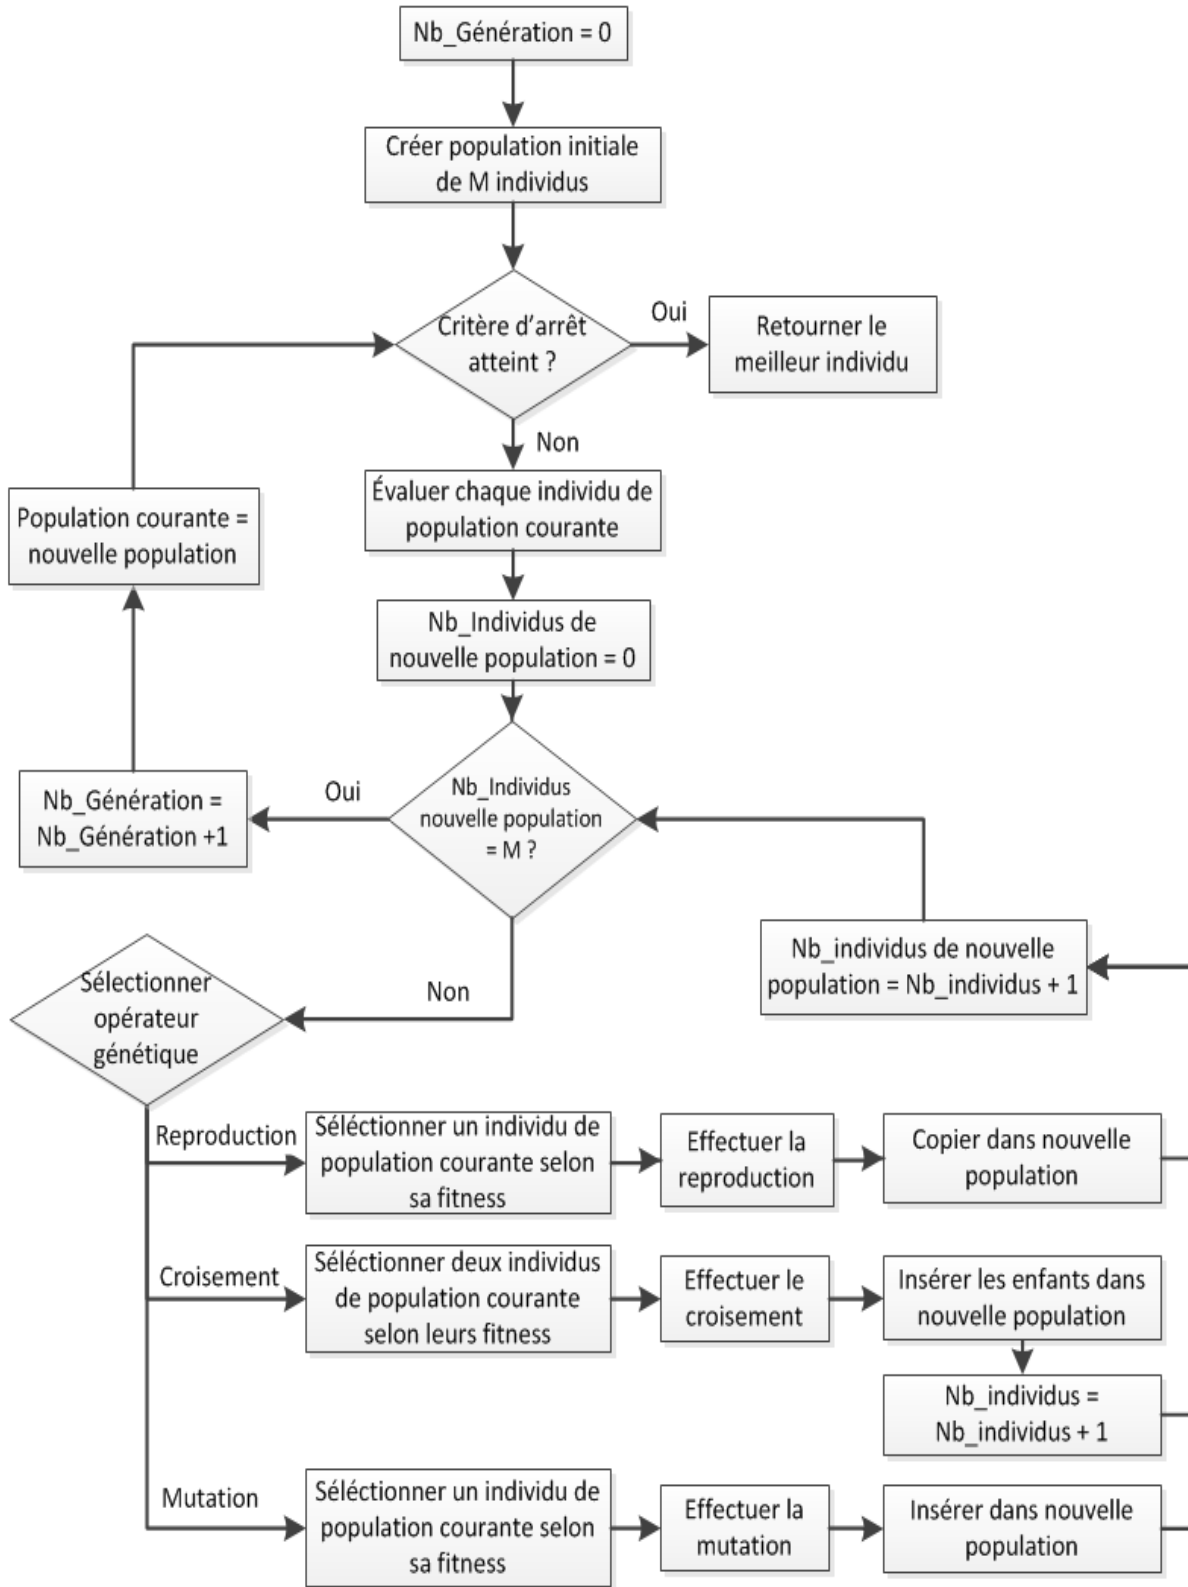 Nb_Génération = 0
Créer population initiale
de M individus
Critère d'arrêt
atteint ?
Oui
Retourner le
meilleur individu
Non
Évaluer chaque individu de
population courante
Population courante =
nouvelle population
Nb_Individus de
nouvelle population = 0
Nb_Individus
nouvelle population
= M ?
Oui
Nb_Génération =
Nb_Génération +1
Non
Nb_individus de nouvelle
population = Nb_individus + 1
Sélectionner
opérateur
génétique
Reproduction
Séléctionner un individu de
population courante selon
sa fitness
Effectuer la
reproduction
Copier dans nouvelle
population
Croisement
Séléctionner deux individus
de population courante
selon leurs fitness
Effectuer le
croisement
Insérer les enfants dans
nouvelle population
Nb_individus =
Nb_individus + 1
Mutation
Séléctionner un individu de
population courante selon
sa fitness
Effectuer la
mutation
Insérer dans nouvelle
population